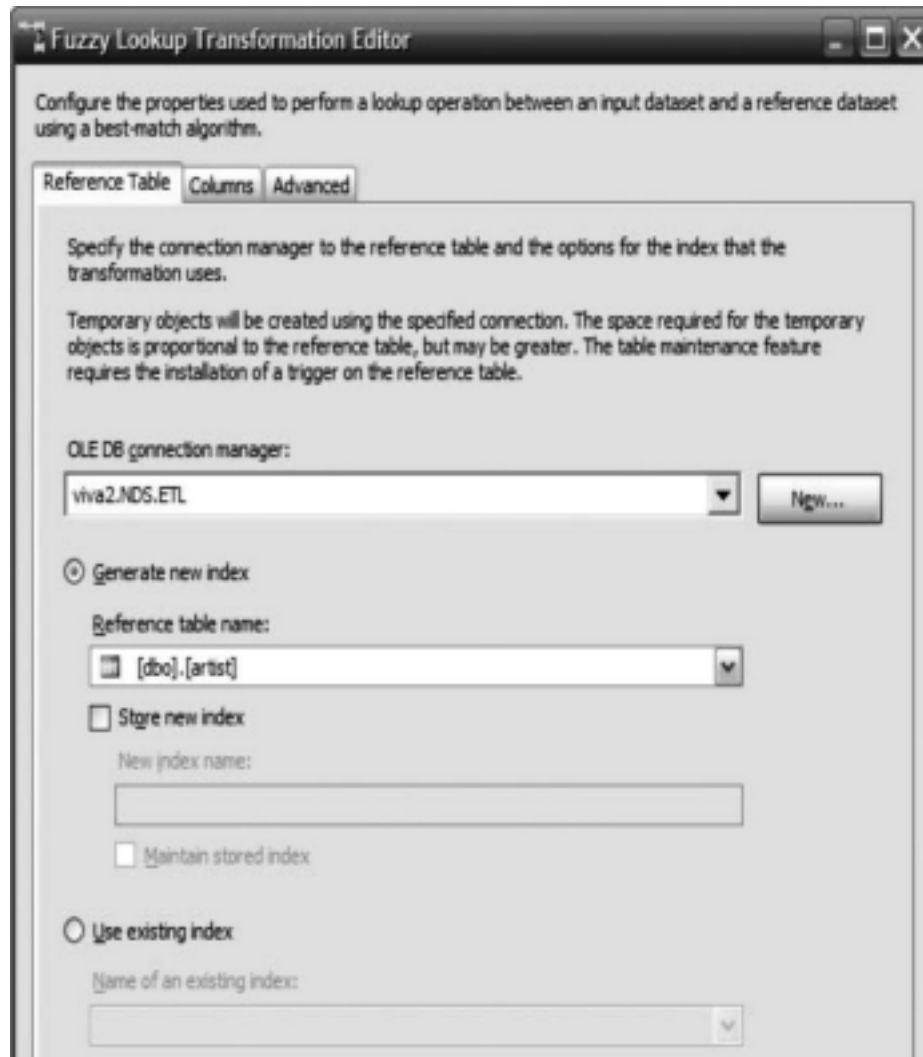 Fuzzy Lookup Transformation Editor
Configure the properties used to perform a lookup operation between an input dataset and a reference dataset
using a best-match algorithm.
Reference Table Columns Advanced
Specify the connection manager to the reference table and the options for the index that the
transformation uses.
Temporary objects will be created using the specified connection. The space required for the temporary
objects is proportional to the reference table, but may be greater. The table maintenance feature
requires the installation of a trigger on the reference table.
OLE DB connection manager:
viva2.NDS.ETL New...
Generate new index
Reference table name:
[dbo].[artist]
Store new index
New index name:
Maintain stored index
Use existing index
Name of an existing index: